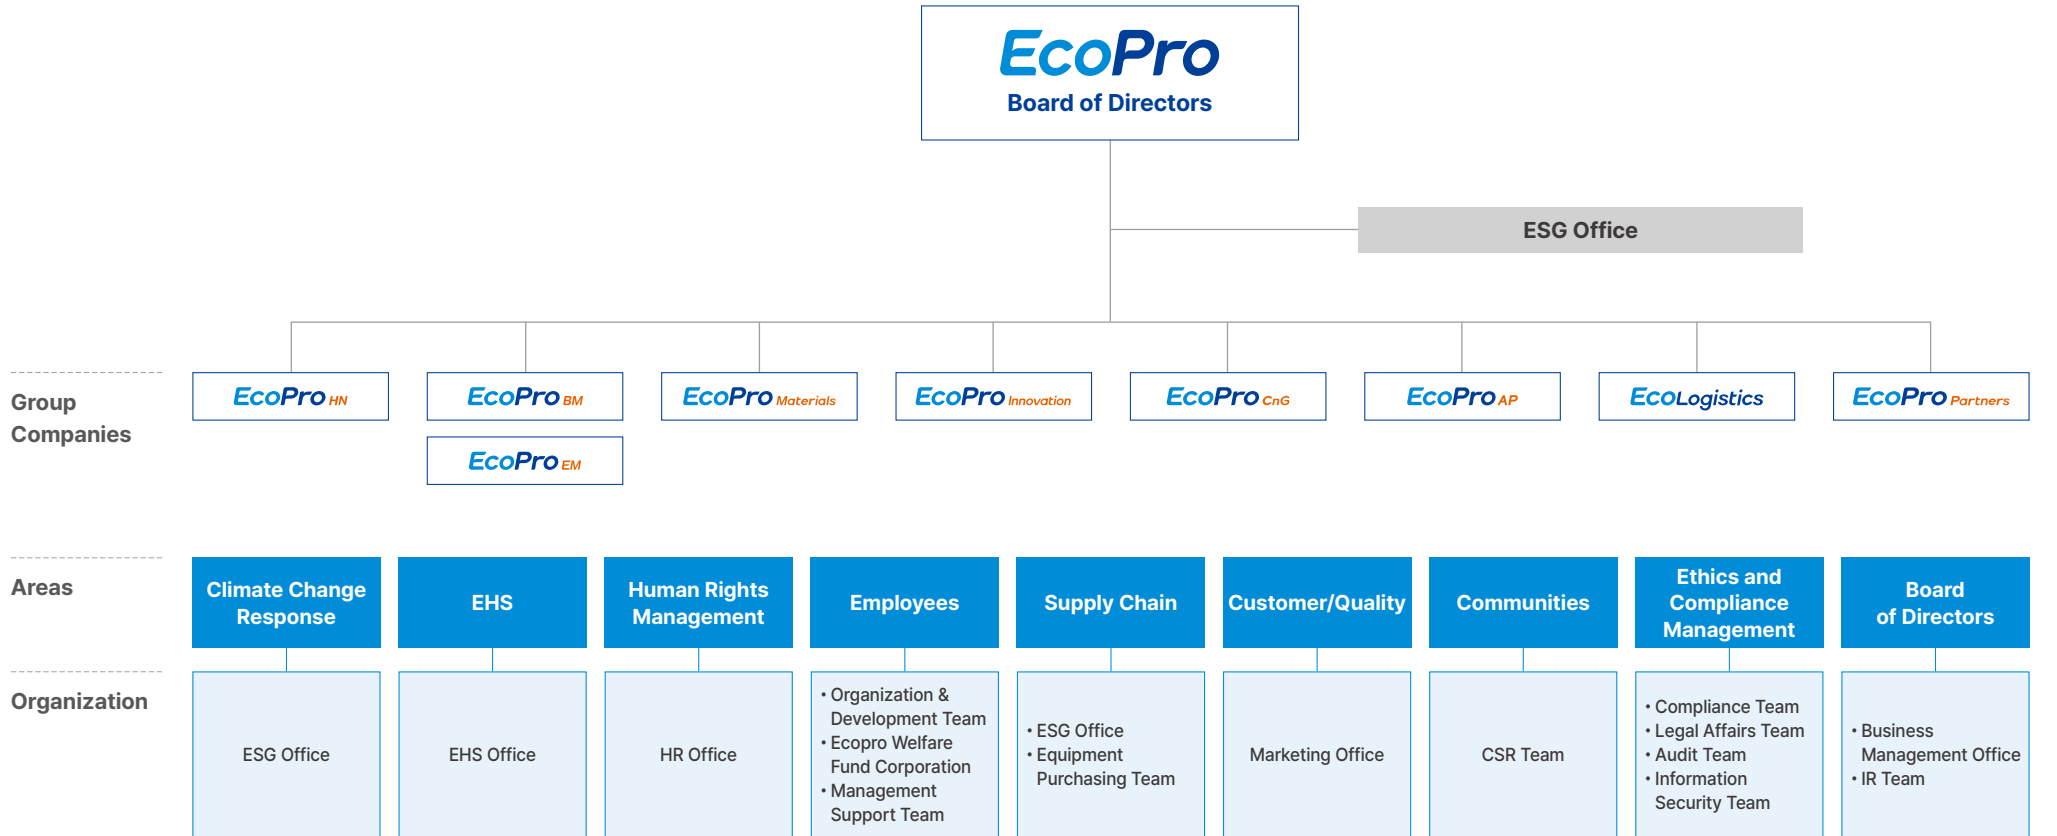 EcoPro
Board of Directors
ESG Office
Group
Companies
EcoPro HN
EcoPro BM
EcoPro Materials
EcoPro Innovation
EcoPro CnG
EcoPro AP
EcoLogistics
EcoPro Partners
EcoPro EM
Areas
Climate Change
Response
EHS
Human Rights
Management
Employees
Supply Chain
Customer/Quality
Communities
Ethics and
Compliance
Management
Board
of Directors
Organization
ESG Office
EHS Office
HR Office
• Organization &
Development Team
• Ecopro Welfare
Fund Corporation
• Management
Support Team
• ESG Office
• Equipment
Purchasing Team
Marketing Office
CSR Team
• Compliance Team
• Legal Affairs Team
• Audit Team
• Information
Security Team
• Business
Management Office
• IR Team